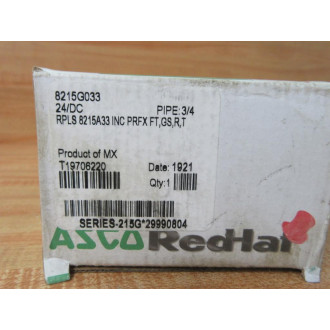 8215G033
24/DC PIPE: 3/4
RPLS 8215A33 INC PRFX FT,GS,R,T
Product of MX
T19706220 Date: 1921
Qty:1
SERIES-215G*29990804
ASCO RedHat